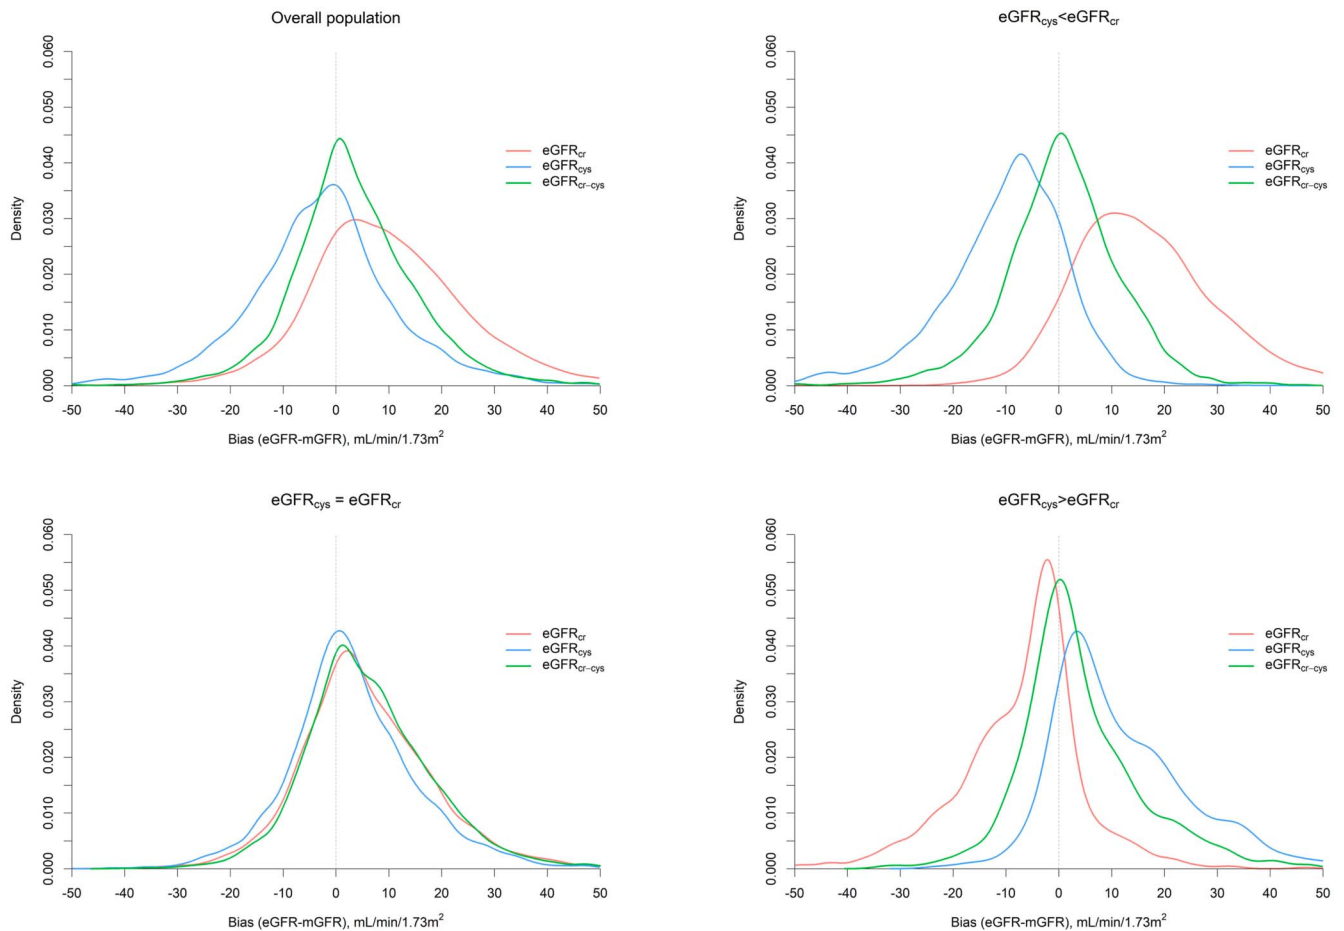 Overall population
0.060
0.050
0.040
0.030
0.020
0.010
0.000
Density
eGFRcr
eGFRcys
eGFRcr−cys
-50 -40 -30 -20 -10 0 10 20 30 40 50
Bias (eGFR-mGFR), mL/min/1.73m2
eGFRcys<eGFRcr
0.060
0.050
0.040
0.030
0.020
0.010
0.000
Density
eGFRcr
eGFRcys
eGFRcr−cys
-50 -40 -30 -20 -10 0 10 20 30 40 50
Bias (eGFR-mGFR), mL/min/1.73m2
eGFRcys = eGFRcr
0.060
0.050
0.040
0.030
0.020
0.010
0.000
Density
eGFRcr
eGFRcys
eGFRcr−cys
-50 -40 -30 -20 -10 0 10 20 30 40 50
Bias (eGFR-mGFR), mL/min/1.73m2
eGFRcys>eGFRcr
0.060
0.050
0.040
0.030
0.020
0.010
0.000
Density
eGFRcr
eGFRcys
eGFRcr−cys
-50 -40 -30 -20 -10 0 10 20 30 40 50
Bias (eGFR-mGFR), mL/min/1.73m2